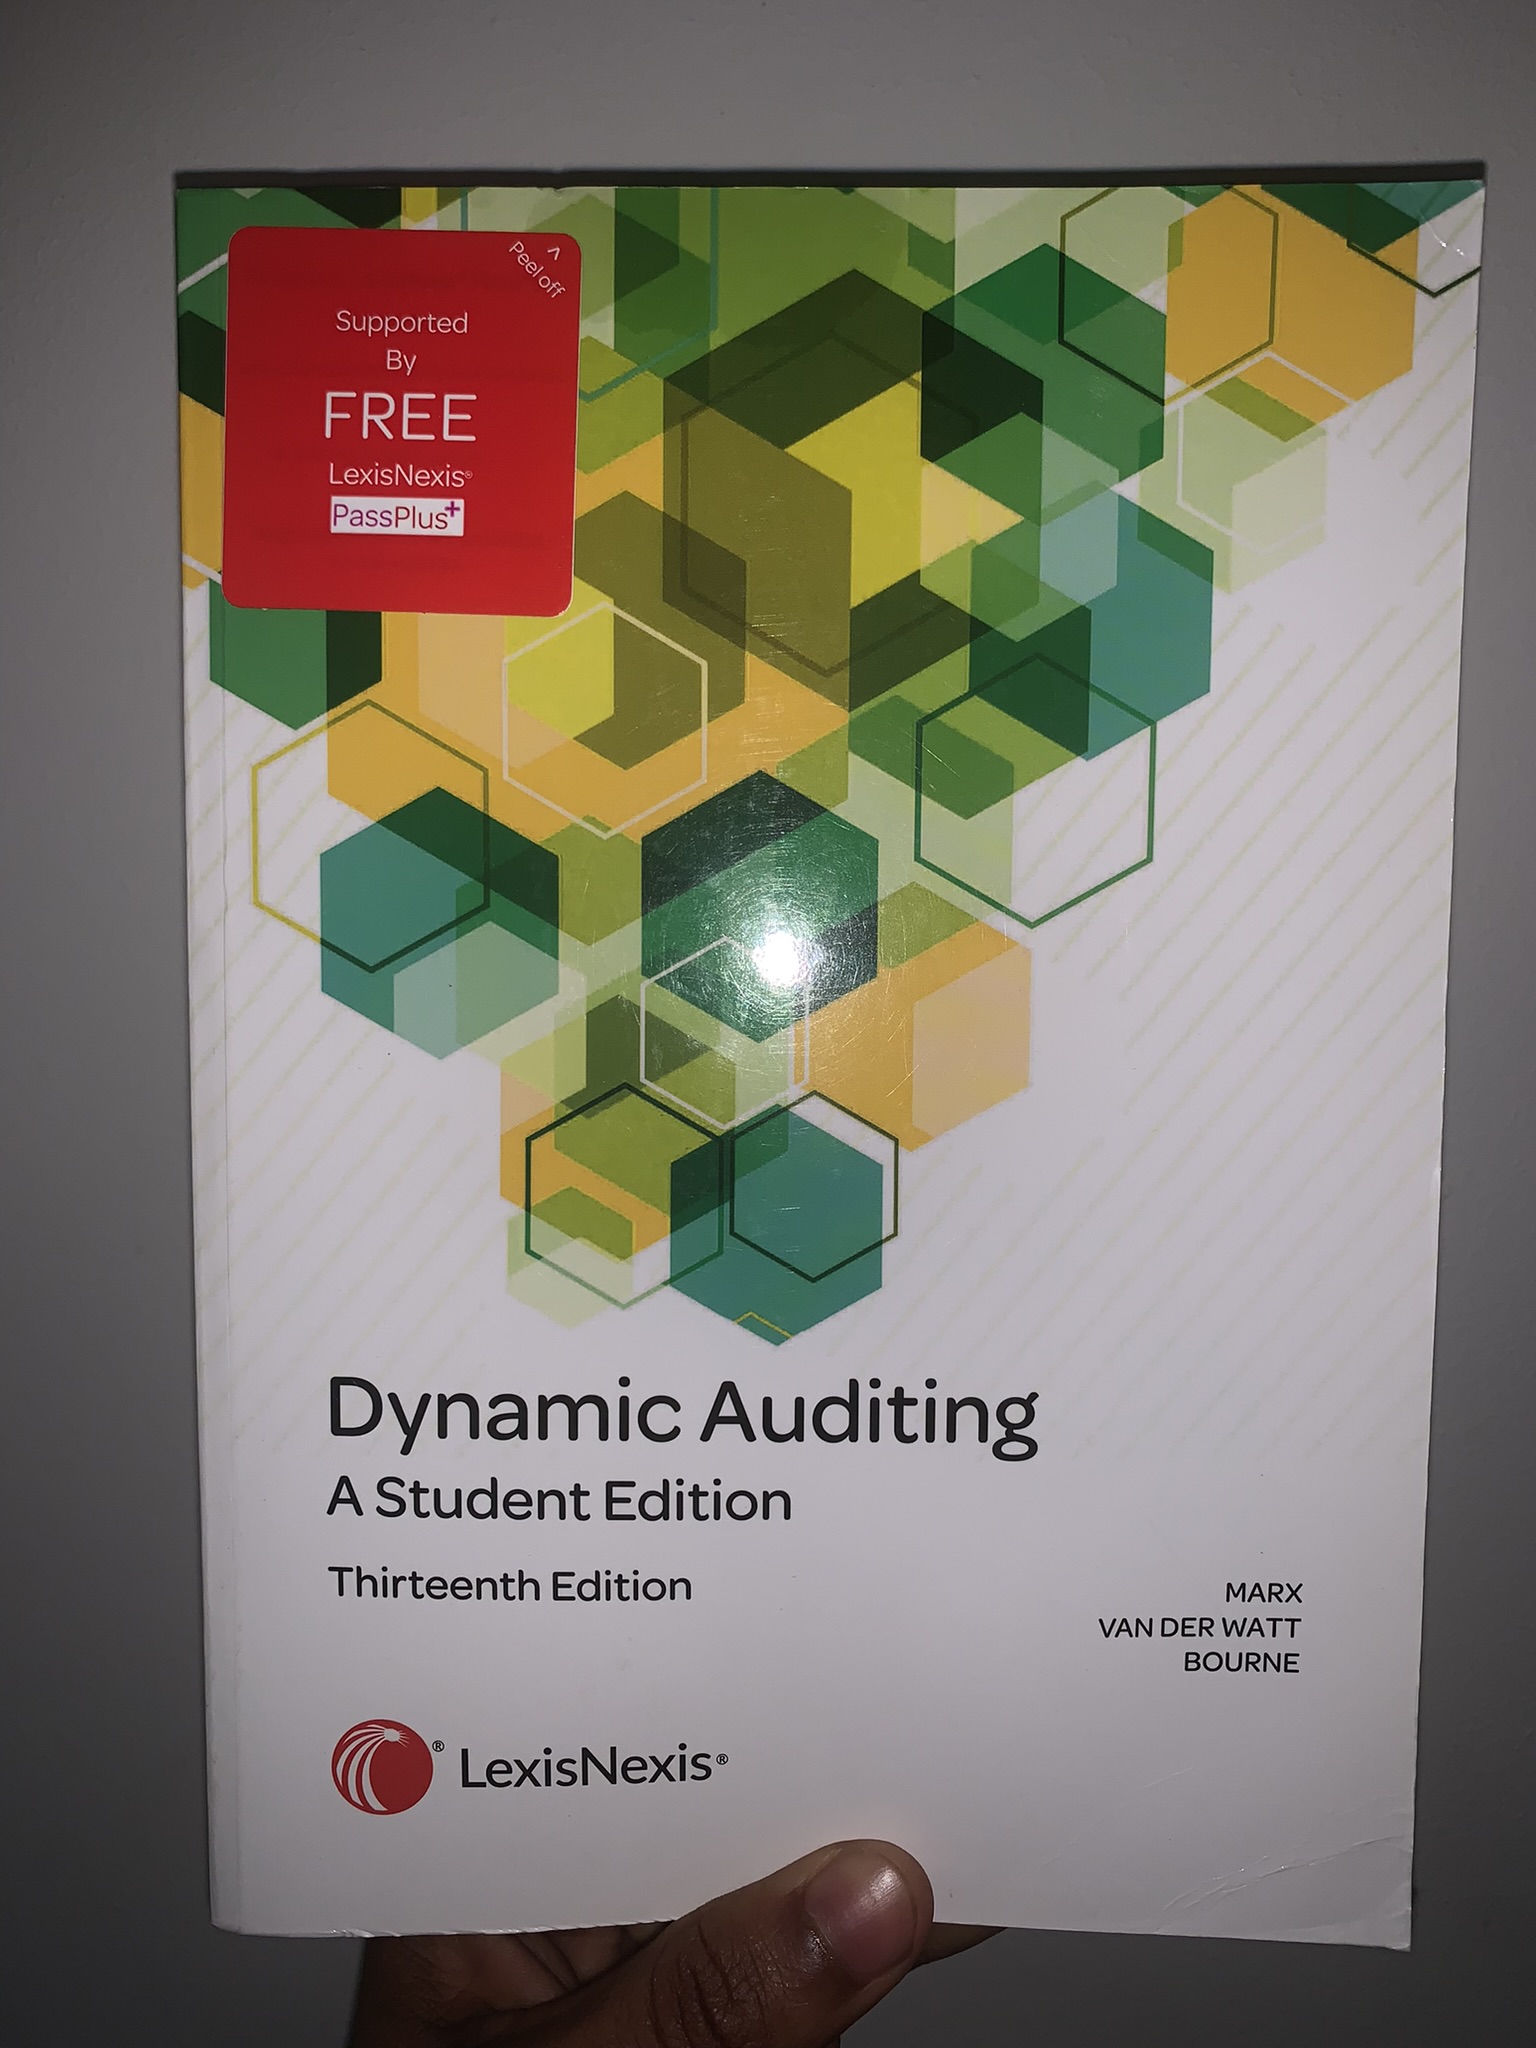 ^
Peel off
Supported
By
FREE
LexisNexis®
PassPlus+
Dynamic Auditing
A Student Edition
Thirteenth Edition
MARX
VAN DER WATT
BOURNE
® LexisNexis®